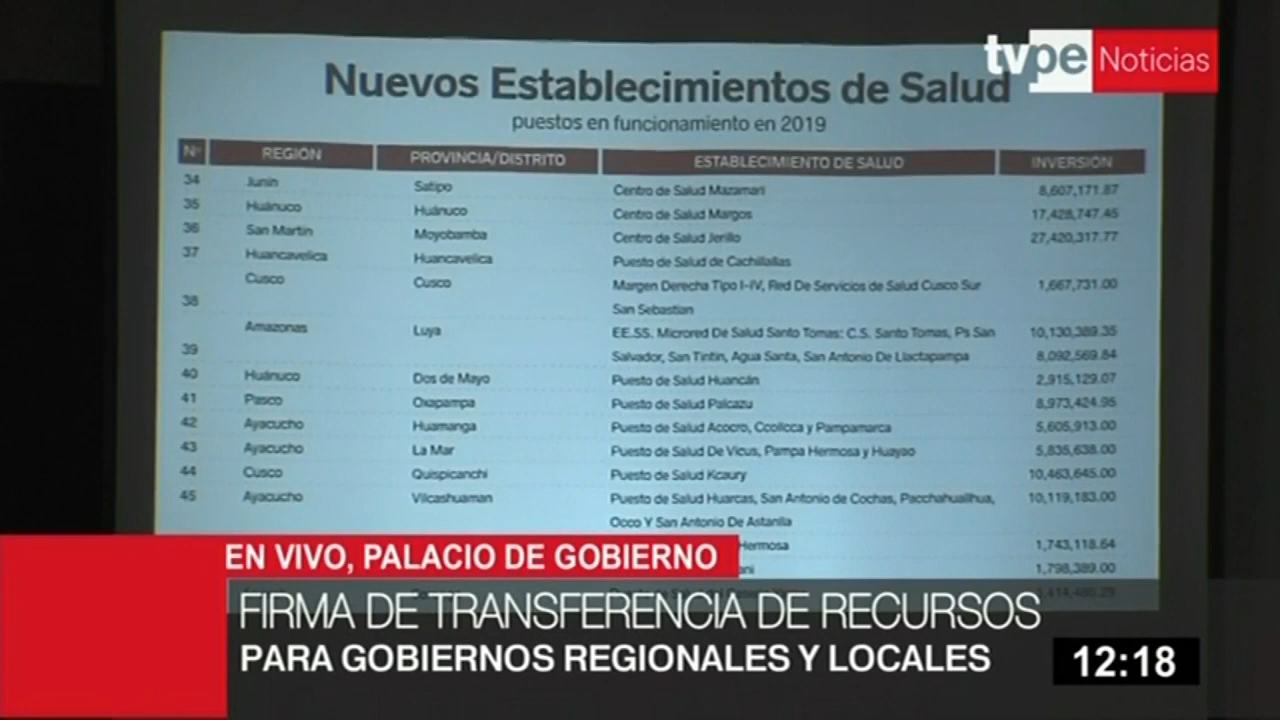 tvpe Noticias
Nuevos Establecimientos de Salud
puestos en funcionamiento en 2019
Nº REGIÓN PROVINCIA/DISTRITO ESTABLECIMIENTO DE SALUD INVERSIÓN
34 Junín Satipo Centro de Salud Mazamari 8,607,171.87
35 Huánuco Huánuco Centro de Salud Margos 17,428,747.45
36 San Martin Moyobamba Centro de Salud Jerillo 27,420,317.77
37 Huancavelica Huancavelica Puesto de Salud de Cachillallas
Cusco Cusco Margen Derecha Tipo I-IV, Red De Servicios de Salud Cusco Sur 1,667,731.00
38 San Sebastian
Amazonas Luya EE.SS. Microred De Salud Santo Tomas: C.S. Santo Tomas, Ps San 10,130,389.35
39 Salvador, San Tintin, Agua Santa, San Antonio De Llactapampa 8,092,569.84
40 Huánuco Dos de Mayo Puesto de Salud Huancán 2,915,129.07
41 Pasco Oxapampa Puesto de Salud Palcazu 8,973,424.95
42 Ayacucho Huamanga Puesto de Salud Acocro, Ccollcca y Pampamarca 5,605,913.00
43 Ayacucho La Mar Puesto de Salud De Vicus, Pampa Hermosa y Huayao 5,835,638.00
44 Cusco Quispicanchi Puesto de Salud Kcaury 10,463,645.00
45 Ayacucho Vilcashuaman Puesto de Salud Huarcas, San Antonio de Cochas, Pacchahuallhua, 10,119,183.00
Occo Y San Antonio De Astanlla
Hermosa 1,743,118.64
1,798,389.00
EN VIVO, PALACIO DE GOBIERNO
FIRMA DE TRANSFERENCIA DE RECURSOS
PARA GOBIERNOS REGIONALES Y LOCALES
12:18